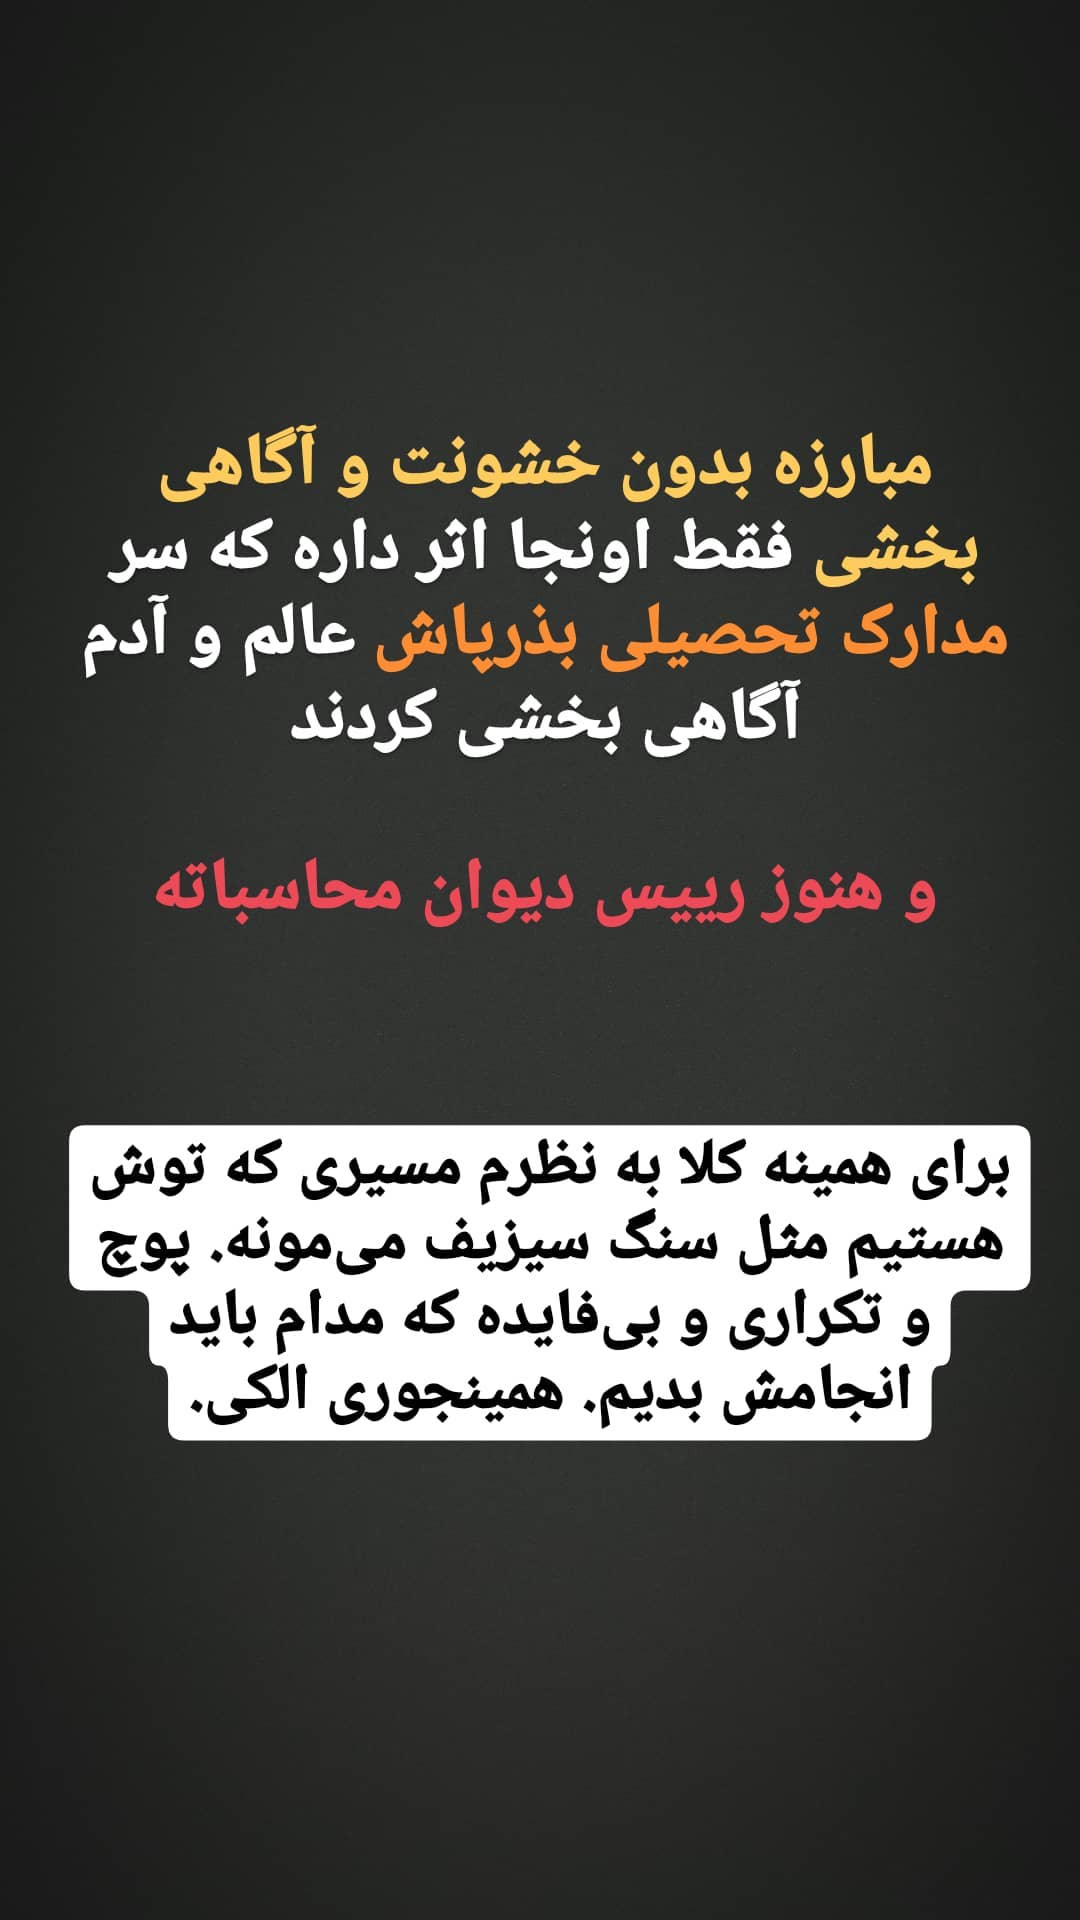 مبارزه بدون خشونت و آگاهی
بخشی فقط اونجا اثر داره که سر
مدارک تحصیلی بذرپاش عالم و آدم
آگاهی بخشی کردند
و هنوز رییس دیوان محاسباته
برای همینه کلا به نظرم مسیری که توش
هستیم مثل سنگ سیزیف می‌مونه. پوچ
و تکراری و بی‌فایده که مدام باید
انجامش بدیم. همینجوری الکی.